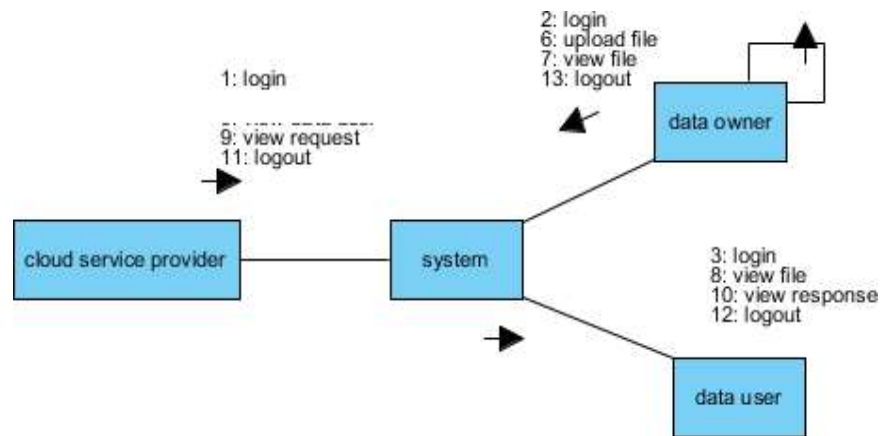 2: login
6: upload file
7: view file
13: logout
1: login
9: view request
11: logout
data owner
cloud service provider
system
3: login
8: view file
10: view response
12: logout
data user